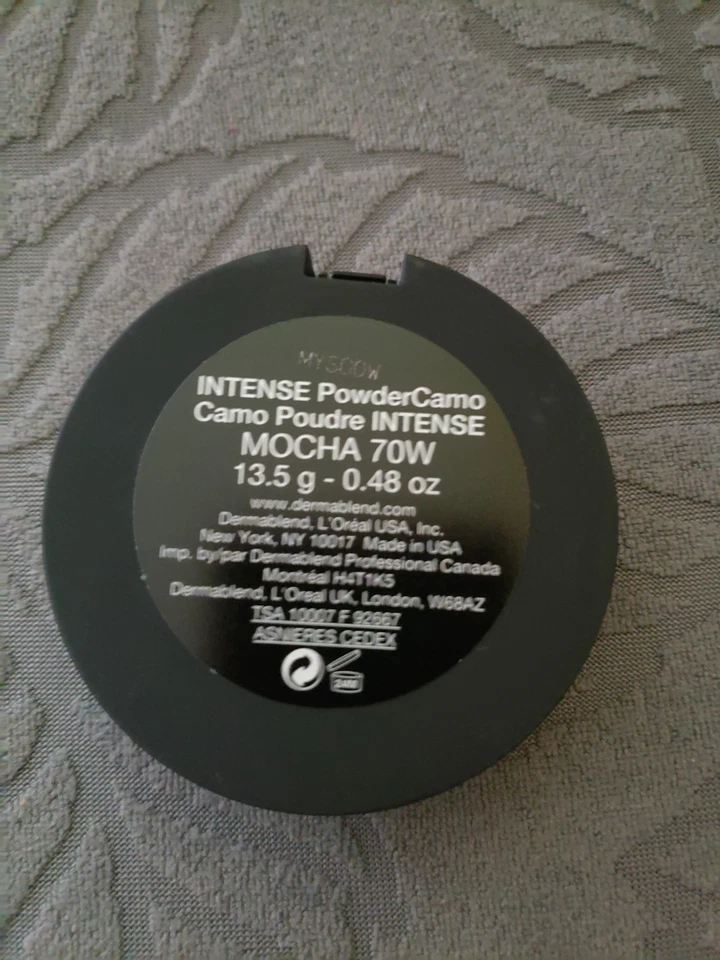 MYS00W
INTENSE PowderCamo
Camo Poudre INTENSE
MOCHA 70W
13.5 g - 0.48 oz
www.dermablend.com
Dermablend, L'Oréal USA, Inc.
New York, NY 10017 Made in USA
Imp. by/par Dermablend Professional Canada
Montréal H4T1K5
Dermablend, L'Oreal UK, London, W68AZ
TSA 10007 F 92667
ASNIERES CEDEX
24M